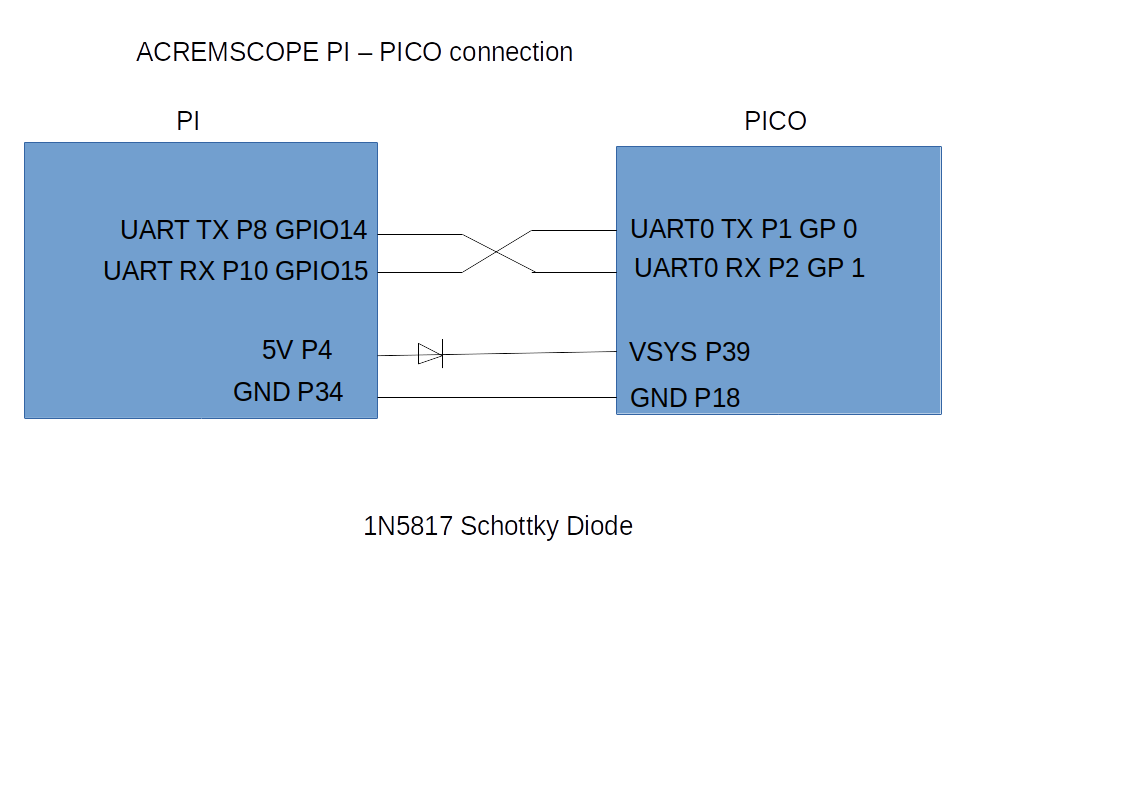 ACREMSCOPE PI – PICO connection
PI
PICO
UART TX P8 GPIO14
UART RX P10 GPIO15
5V P4
GND P34
UART0 TX P1 GP 0
UART0 RX P2 GP 1
VSYS P39
GND P18
1N5817 Schottky Diode